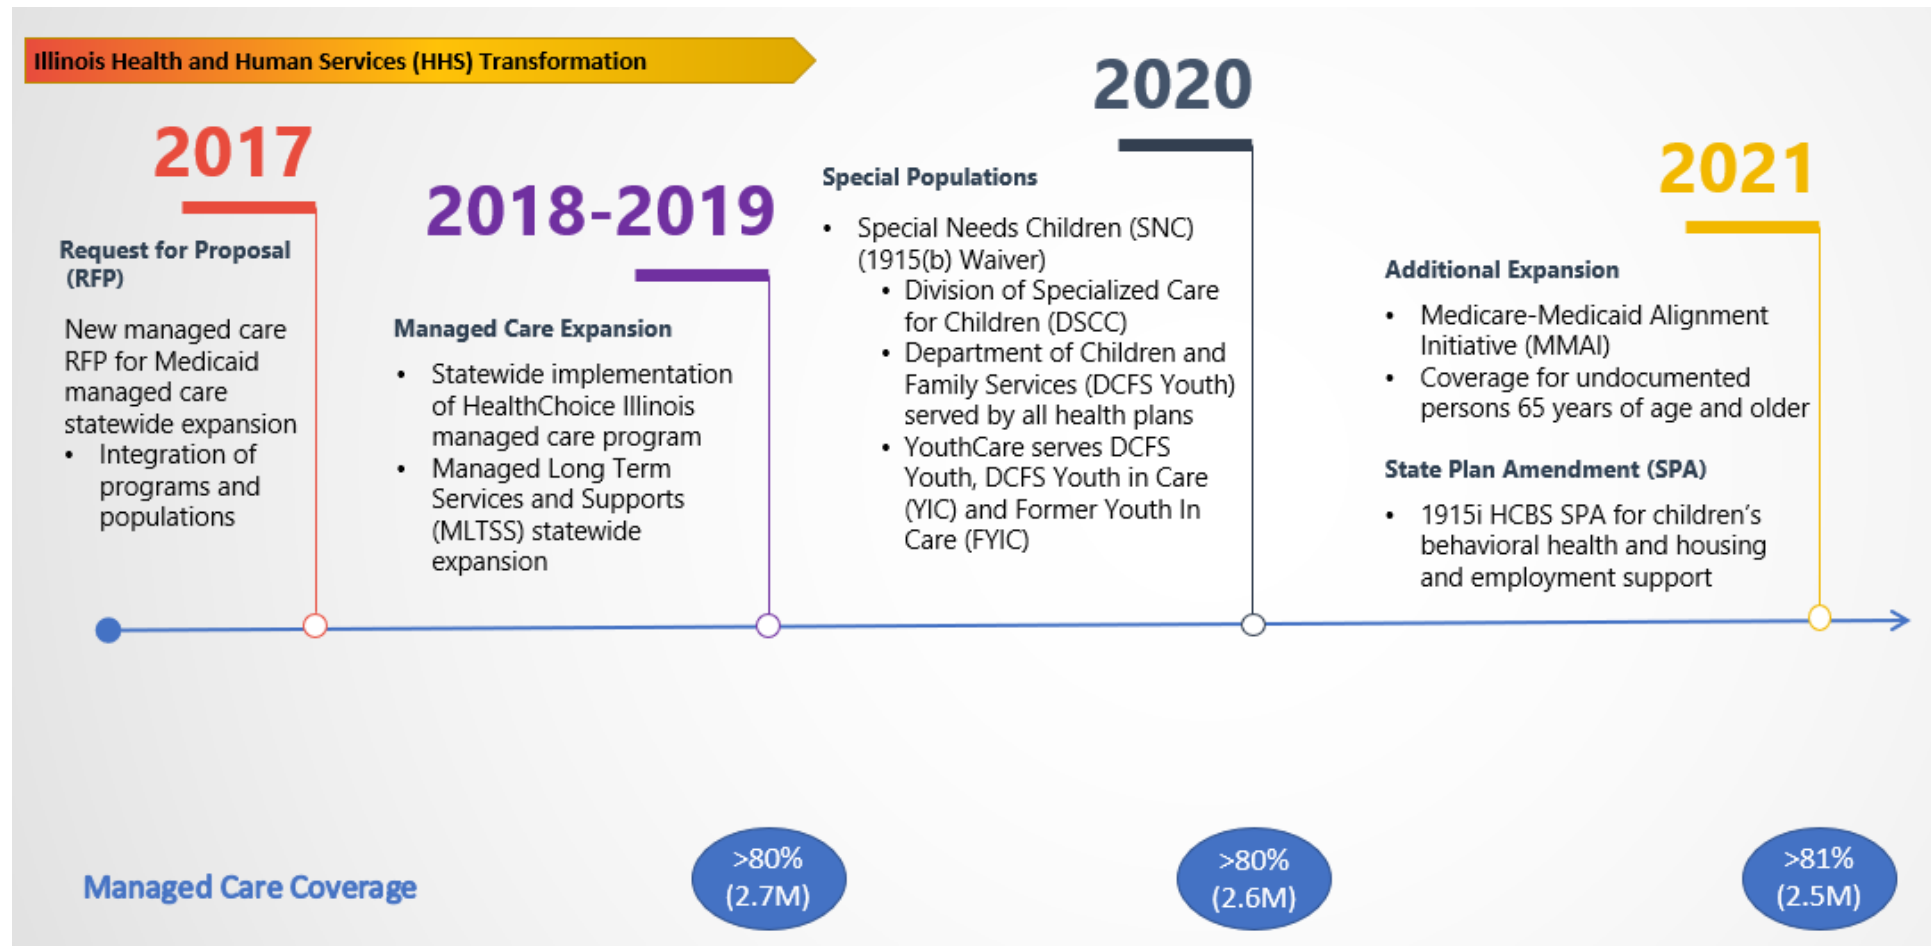 Illinois Health and Human Services (HHS) Transformation
2017
Request for Proposal
(RFP)
New managed care
RFP for Medicaid
managed care
statewide expansion
• Integration of
programs and
populations
2018-2019
Managed Care Expansion
• Statewide implementation
of HealthChoice Illinois
managed care program
• Managed Long Term
Services and Supports
(MLTSS) statewide
expansion
2020
Special Populations
• Special Needs Children (SNC)
(1915(b) Waiver)
• Division of Specialized Care
for Children (DSCC)
• Department of Children and
Family Services (DCFS Youth)
served by all health plans
• YouthCare serves DCFS
Youth, DCFS Youth in Care
(YIC) and Former Youth In
Care (FYIC)
2021
Additional Expansion
• Medicare-Medicaid Alignment
Initiative (MMAI)
• Coverage for undocumented
persons 65 years of age and older
State Plan Amendment (SPA)
• 1915i HCBS SPA for children’s
behavioral health and housing
and employment support
Managed Care Coverage
>80%
(2.7M)
>80%
(2.6M)
>81%
(2.5M)